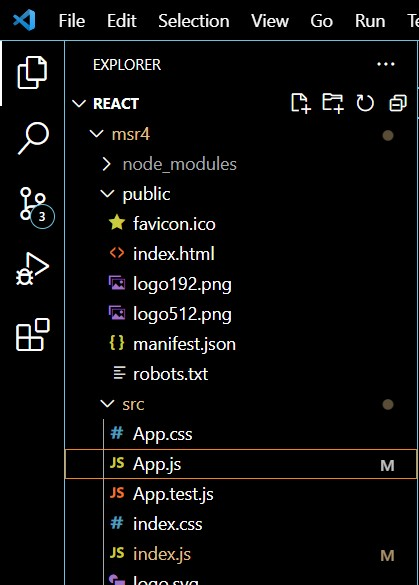 File Edit Selection View Go Run
EXPLORER
REACT
msr4
node_modules
public
favicon.ico
index.html
logo192.png
logo512.png
manifest.json
robots.txt
3
src
# App.css
JS App.js M
JS App.test.js
# index.css
JS index.js M
logo.svg